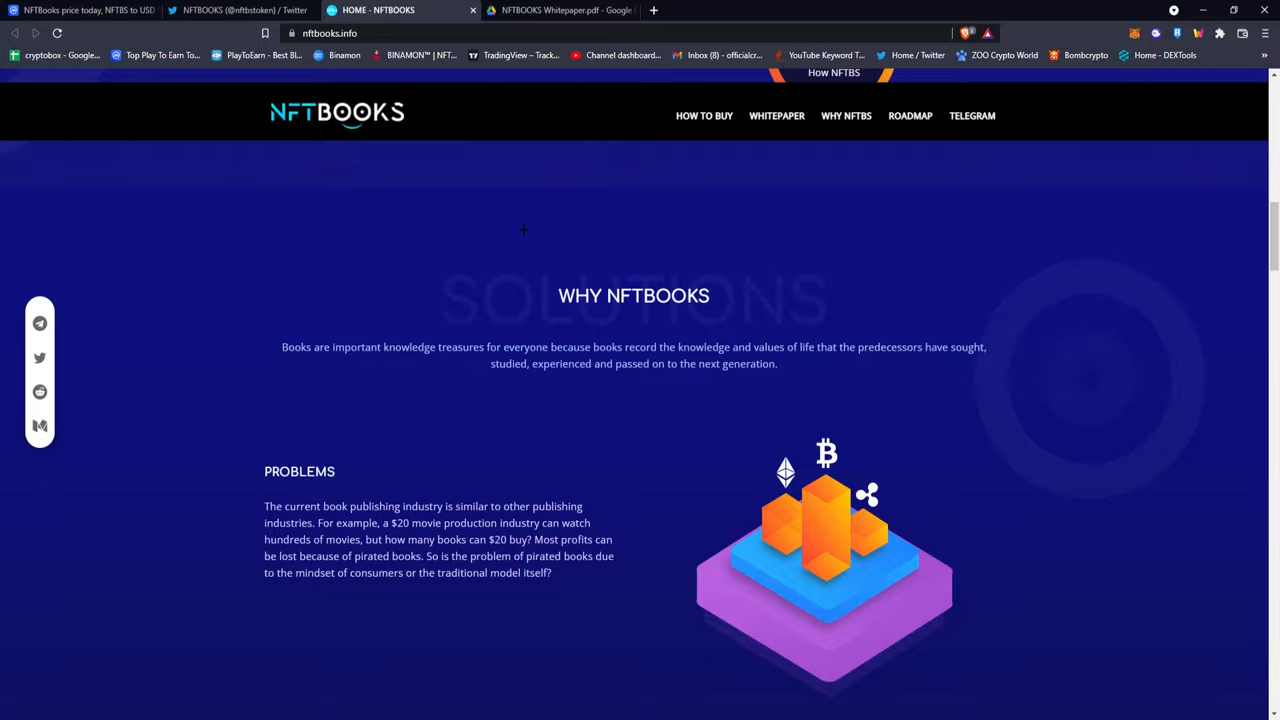 NFTBooks price today, NFTBS to USD
NFTBOOKS (@nftbstoken) / Twitter
HOME - NFTBOOKS
NFTBOOKS Whitepaper.pdf - Google
nftbooks.info
cryptobox - Google...
Top Play To Earn To...
PlayToEarn - Best Bl...
Binamon
BINAMON™ | NFT...
TradingView – Track...
Channel dashboard...
Inbox (8) - officialcr...
YouTube Keyword T...
Home / Twitter
ZOO Crypto World
Bombcrypto
Home - DEXTools
How NFTBS
NFTBOOKS
HOW TO BUY
WHITEPAPER
WHY NFTBS
ROADMAP
TELEGRAM
SOLUTIONS
WHY NFTBOOKS
Books are important knowledge treasures for everyone because books record the knowledge and values of life that the predecessors have sought,
studied, experienced and passed on to the next generation.
PROBLEMS
The current book publishing industry is similar to other publishing
industries. For example, a $20 movie production industry can watch
hundreds of movies, but how many books can $20 buy? Most profits can
be lost because of pirated books. So is the problem of pirated books due
to the mindset of consumers or the traditional model itself?